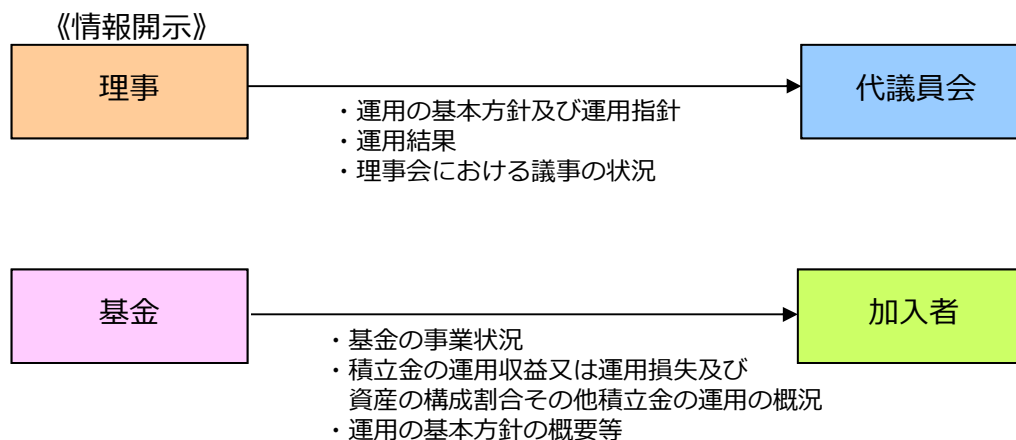 《情報開示》
理事
代議員会
・運用の基本方針及び運用指針
・運用結果
・理事会における議事の状況
基金
加入者
・基金の事業状況
・積立金の運用収益又は運用損失及び
資産の構成割合その他積立金の運用の概況
・運用の基本方針の概要等